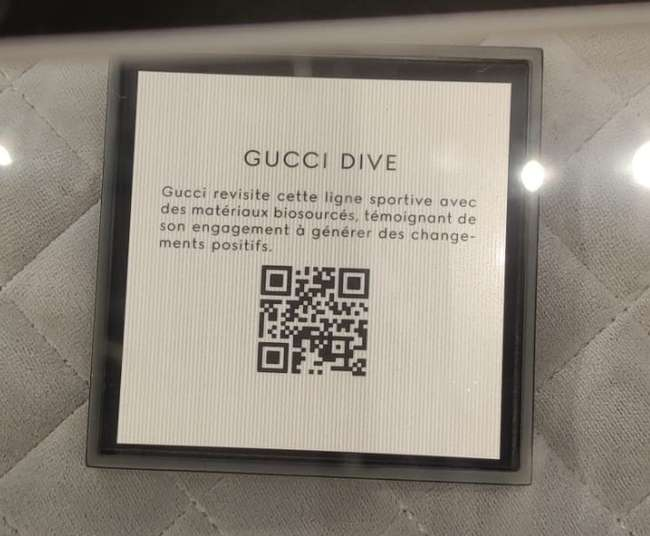 GUCCI DIVE
Gucci revisite cette ligne sportive avec
des matériaux biosourcés, témoignant de
son engagement à générer des change-
ments positifs.